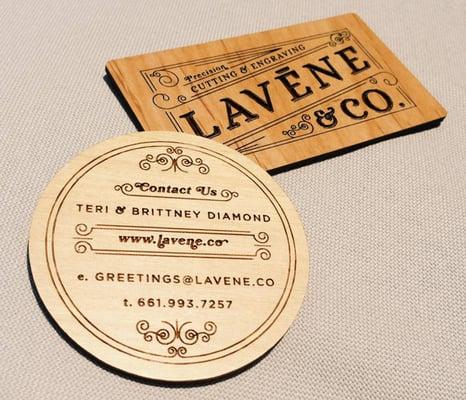 Precision
CUTTING & ENGRAVING
LAVĒNE
& CO.
Contact Us
TERI & BRITTNEY DIAMOND
www.lavene.co
e. GREETINGS@LAVENE.CO
t. 661.993.7257